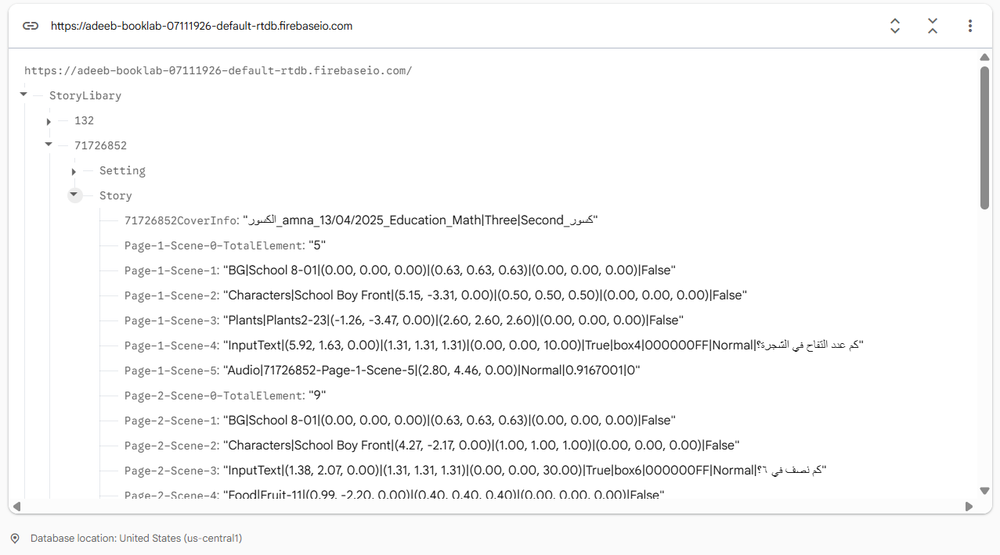 https://adeeb-booklab-07111926-default-rtdb.firebaseio.com
https://adeeb-booklab-07111926-default-rtdb.firebaseio.com/
StoryLibary
132
71726852
Setting
Story
71726852CoverInfo: "الكسور_amna_13/04/2025_Education_Math|Three|Second_كسور"
Page-1-Scene-0-TotalElement: "5"
Page-1-Scene-1: "BG|School 8-01|(0.00, 0.00, 0.00)|(0.63, 0.63, 0.63)|(0.00, 0.00, 0.00)|False"
Page-1-Scene-2: "Characters|School Boy Front|(5.15, -3.31, 0.00)|(0.50, 0.50, 0.50)|(0.00, 0.00, 0.00)|False"
Page-1-Scene-3: "Plants|Plants2-23|(-1.26, -3.47, 0.00)|(2.60, 2.60, 2.60)|(0.00, 0.00, 0.00)|False"
Page-1-Scene-4: "InputText|(5.92, 1.63, 0.00)|(1.31, 1.31, 1.31)|(0.00, 0.00, 10.00)|True|box4|000000FF|Normal|كم عدد التفاح في الشجرة؟"
Page-1-Scene-5: "Audio|71726852-Page-1-Scene-5|(2.80, 4.46, 0.00)|Normal|0.9167001|0"
Page-2-Scene-0-TotalElement: "9"
Page-2-Scene-1: "BG|School 8-01|(0.00, 0.00, 0.00)|(0.63, 0.63, 0.63)|(0.00, 0.00, 0.00)|False"
Page-2-Scene-2: "Characters|School Boy Front|(4.27, -2.17, 0.00)|(1.00, 1.00, 1.00)|(0.00, 0.00, 0.00)|False"
Page-2-Scene-3: "InputText|(1.38, 2.07, 0.00)|(1.31, 1.31, 1.31)|(0.00, 0.00, 30.00)|True|box6|000000FF|Normal|كم نصف في ٦؟"
Page-2-Scene-4: "Food|Fruit-11|(0.99, -2.20, 0.00)|(0.40, 0.40, 0.40)|(0.00, 0.00, 0.00)|False"
Database location: United States (us-central1)